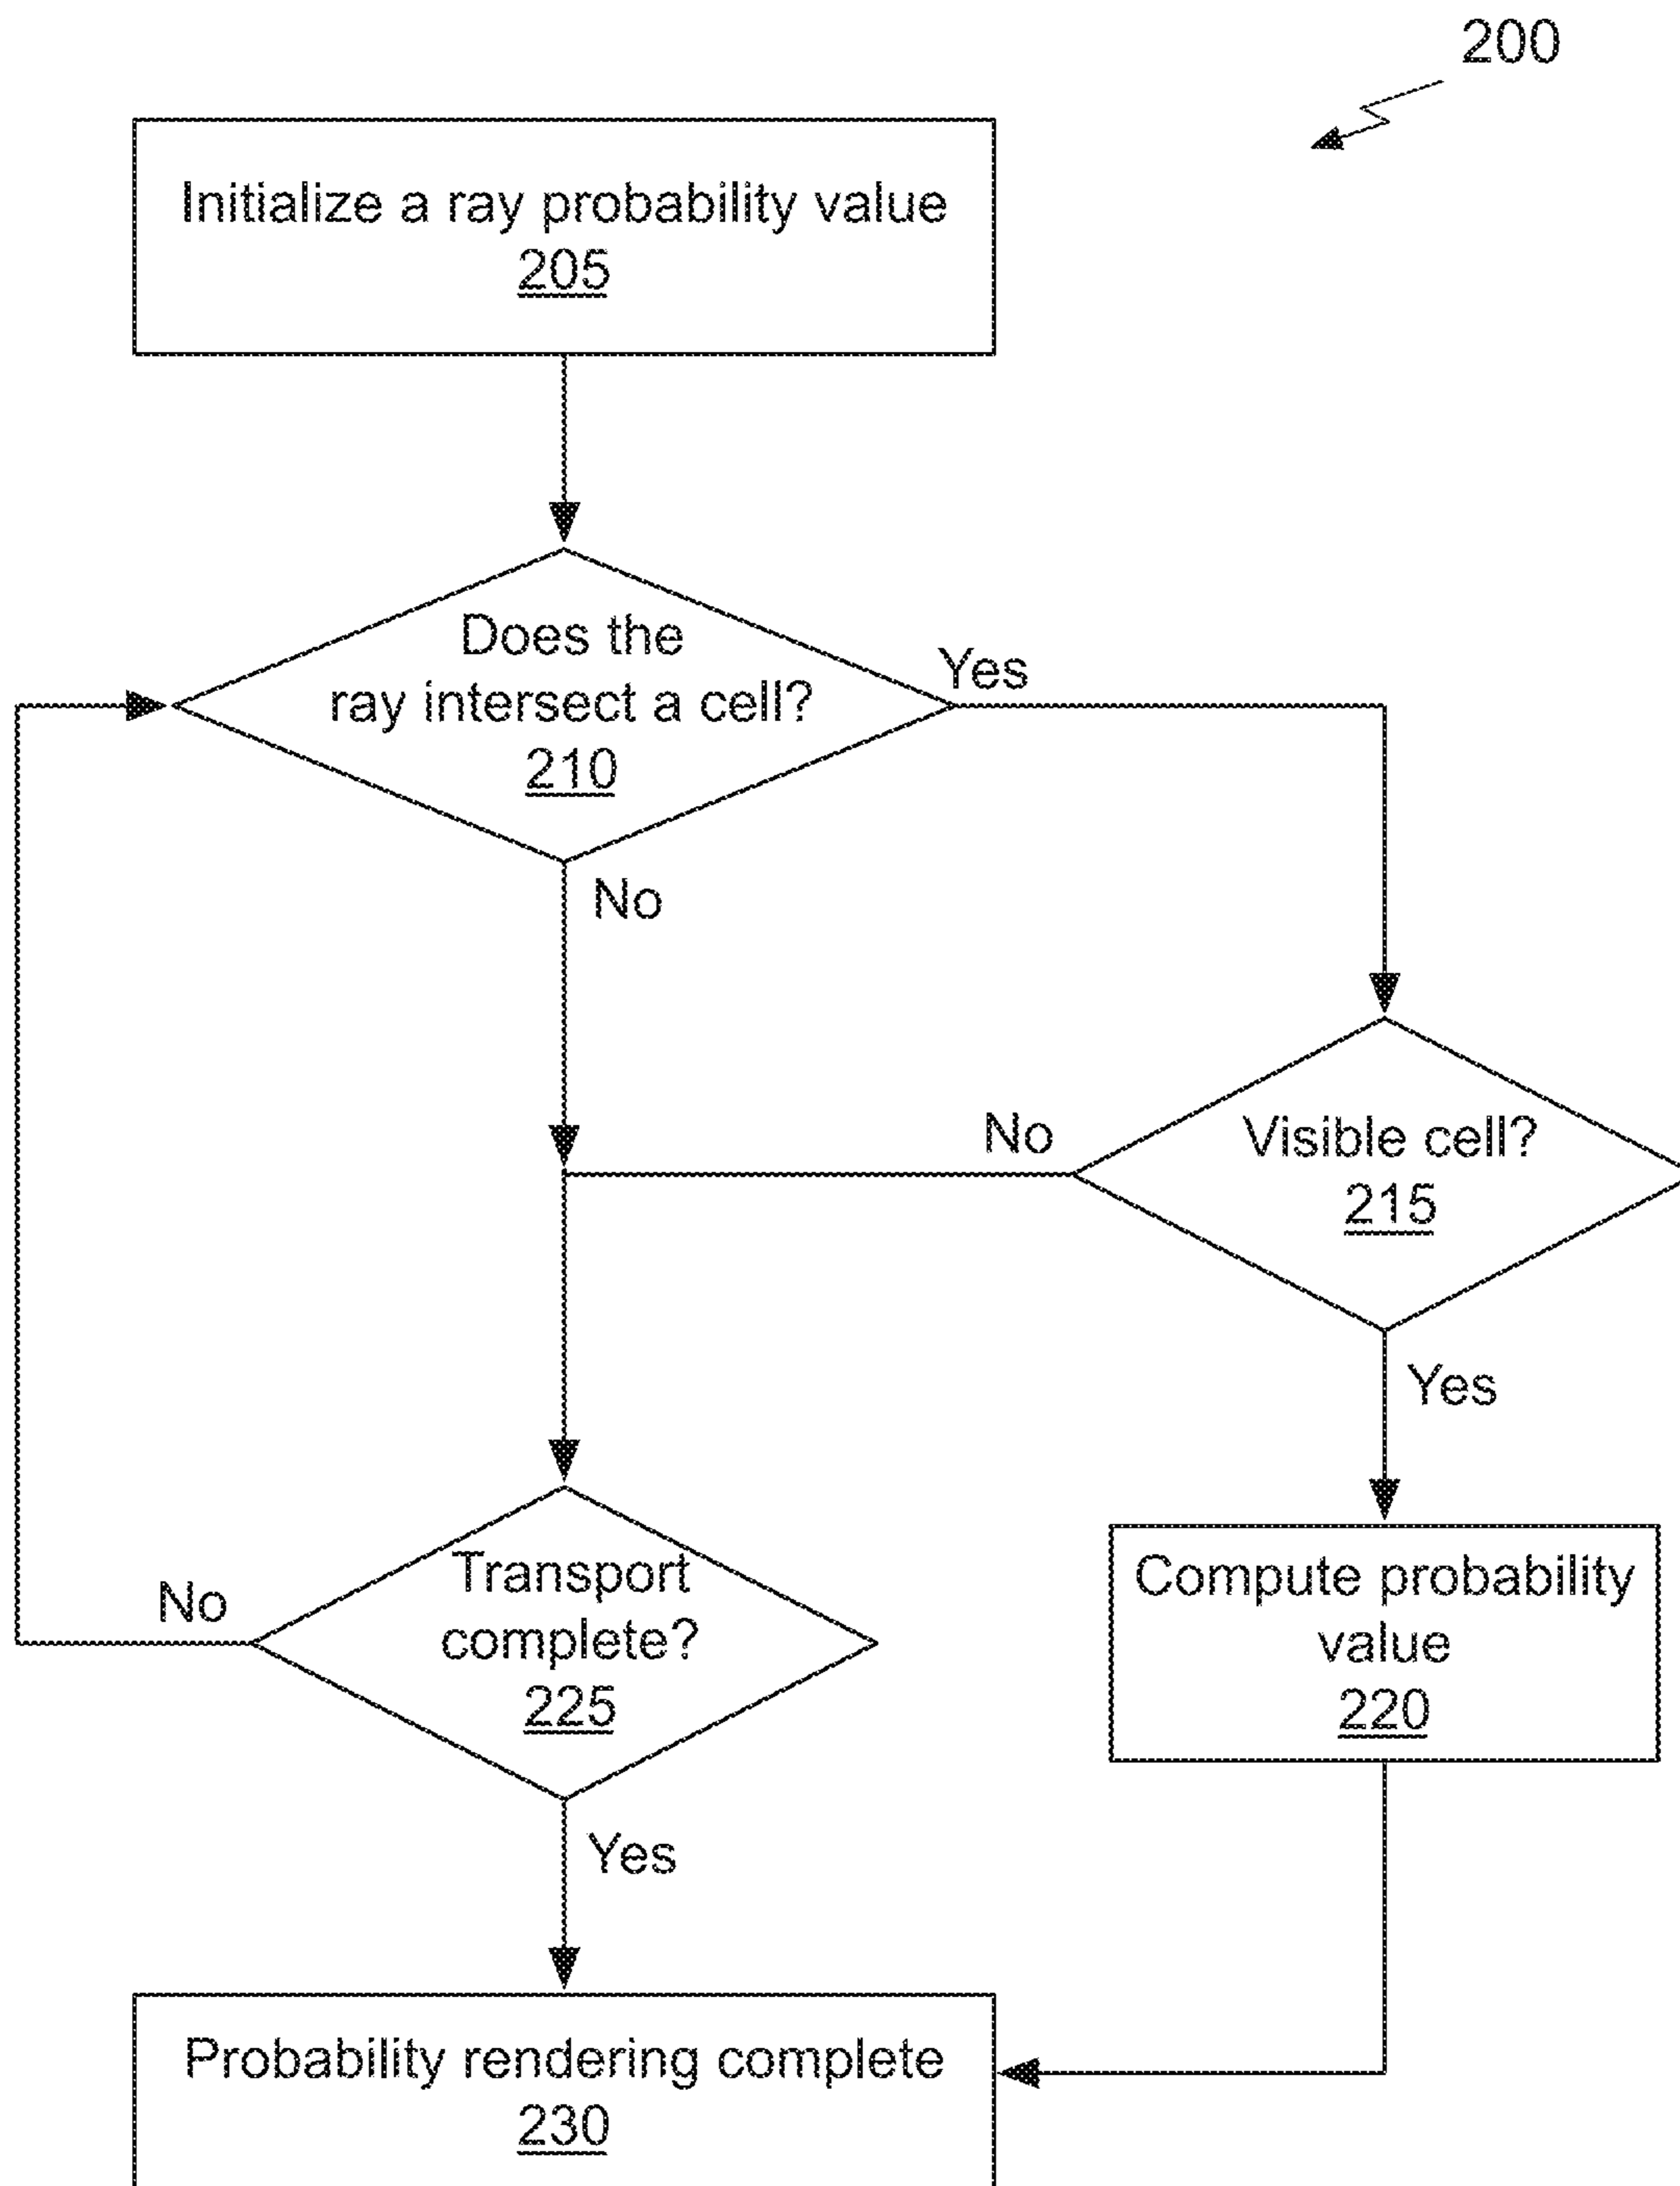 200
Initialize a ray probability value
205
Does the
ray intersect a cell?
210
Yes
No
No
Visible cell?
215
Yes
Transport
complete?
225
No
Compute probability
value
220
Yes
Probability rendering complete
230